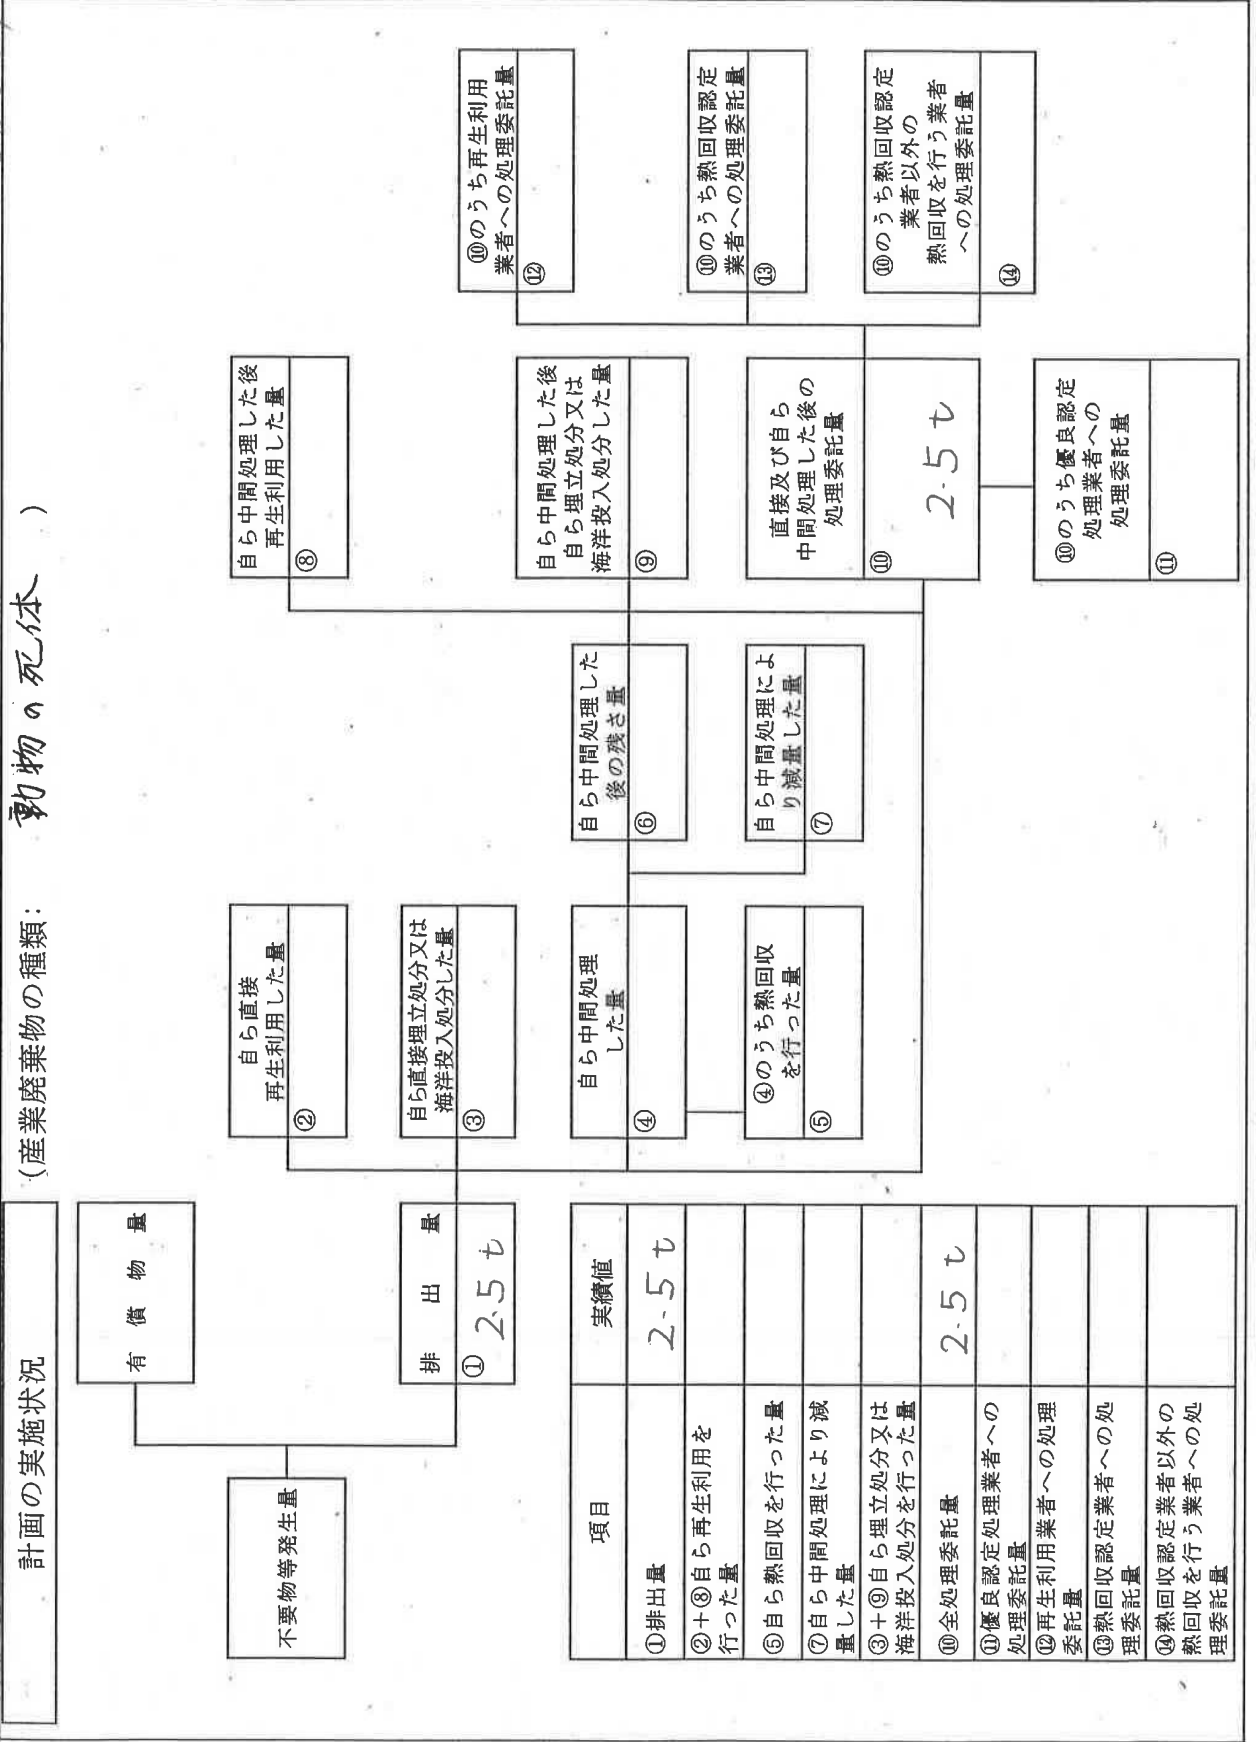 計画の実施状況
(産業廃棄物の種類: 動物の死体 )
有償物量
不要物等発生量
排出量
① 2.5 t
自ら直接
再生利用した量
②
自ら直接埋立処分又は
海洋投入処分した量
③
自ら中間処理
した量
④
④のうち熱回収
を行った量
⑤
自ら中間処理した
後の残さ量
⑥
自ら中間処理によ
り減量した量
⑦
自ら中間処理した後
再生利用した量
⑧
自ら中間処理した後
自ら埋立処分又は
海洋投入処分した量
⑨
直接及び自ら
中間処理した後の
処理委託量
⑩ 2.5 t
⑩のうち優良認定
処理業者への
処理委託量
⑪
⑩のうち再生利用
業者への処理委託量
⑫
⑩のうち熱回収認定
業者への処理委託量
⑬
⑩のうち熱回収認定
業者以外の
熱回収を行う業者
への処理委託量
⑭
項目 実績値
①排出量 2.5 t
②+⑧自ら再生利用を
行った量
⑤自ら熱回収を行った量
⑦自ら中間処理により減
量した量
③+⑨自ら埋立処分又は
海洋投入処分を行った量
⑩全処理委託量 2.5 t
⑪優良認定処理業者への
処理委託量
⑫再生利用業者への処理
委託量
⑬熱回収認定業者への処
理委託量
⑭熱回収認定業者以外の
熱回収を行う業者への処
理委託量